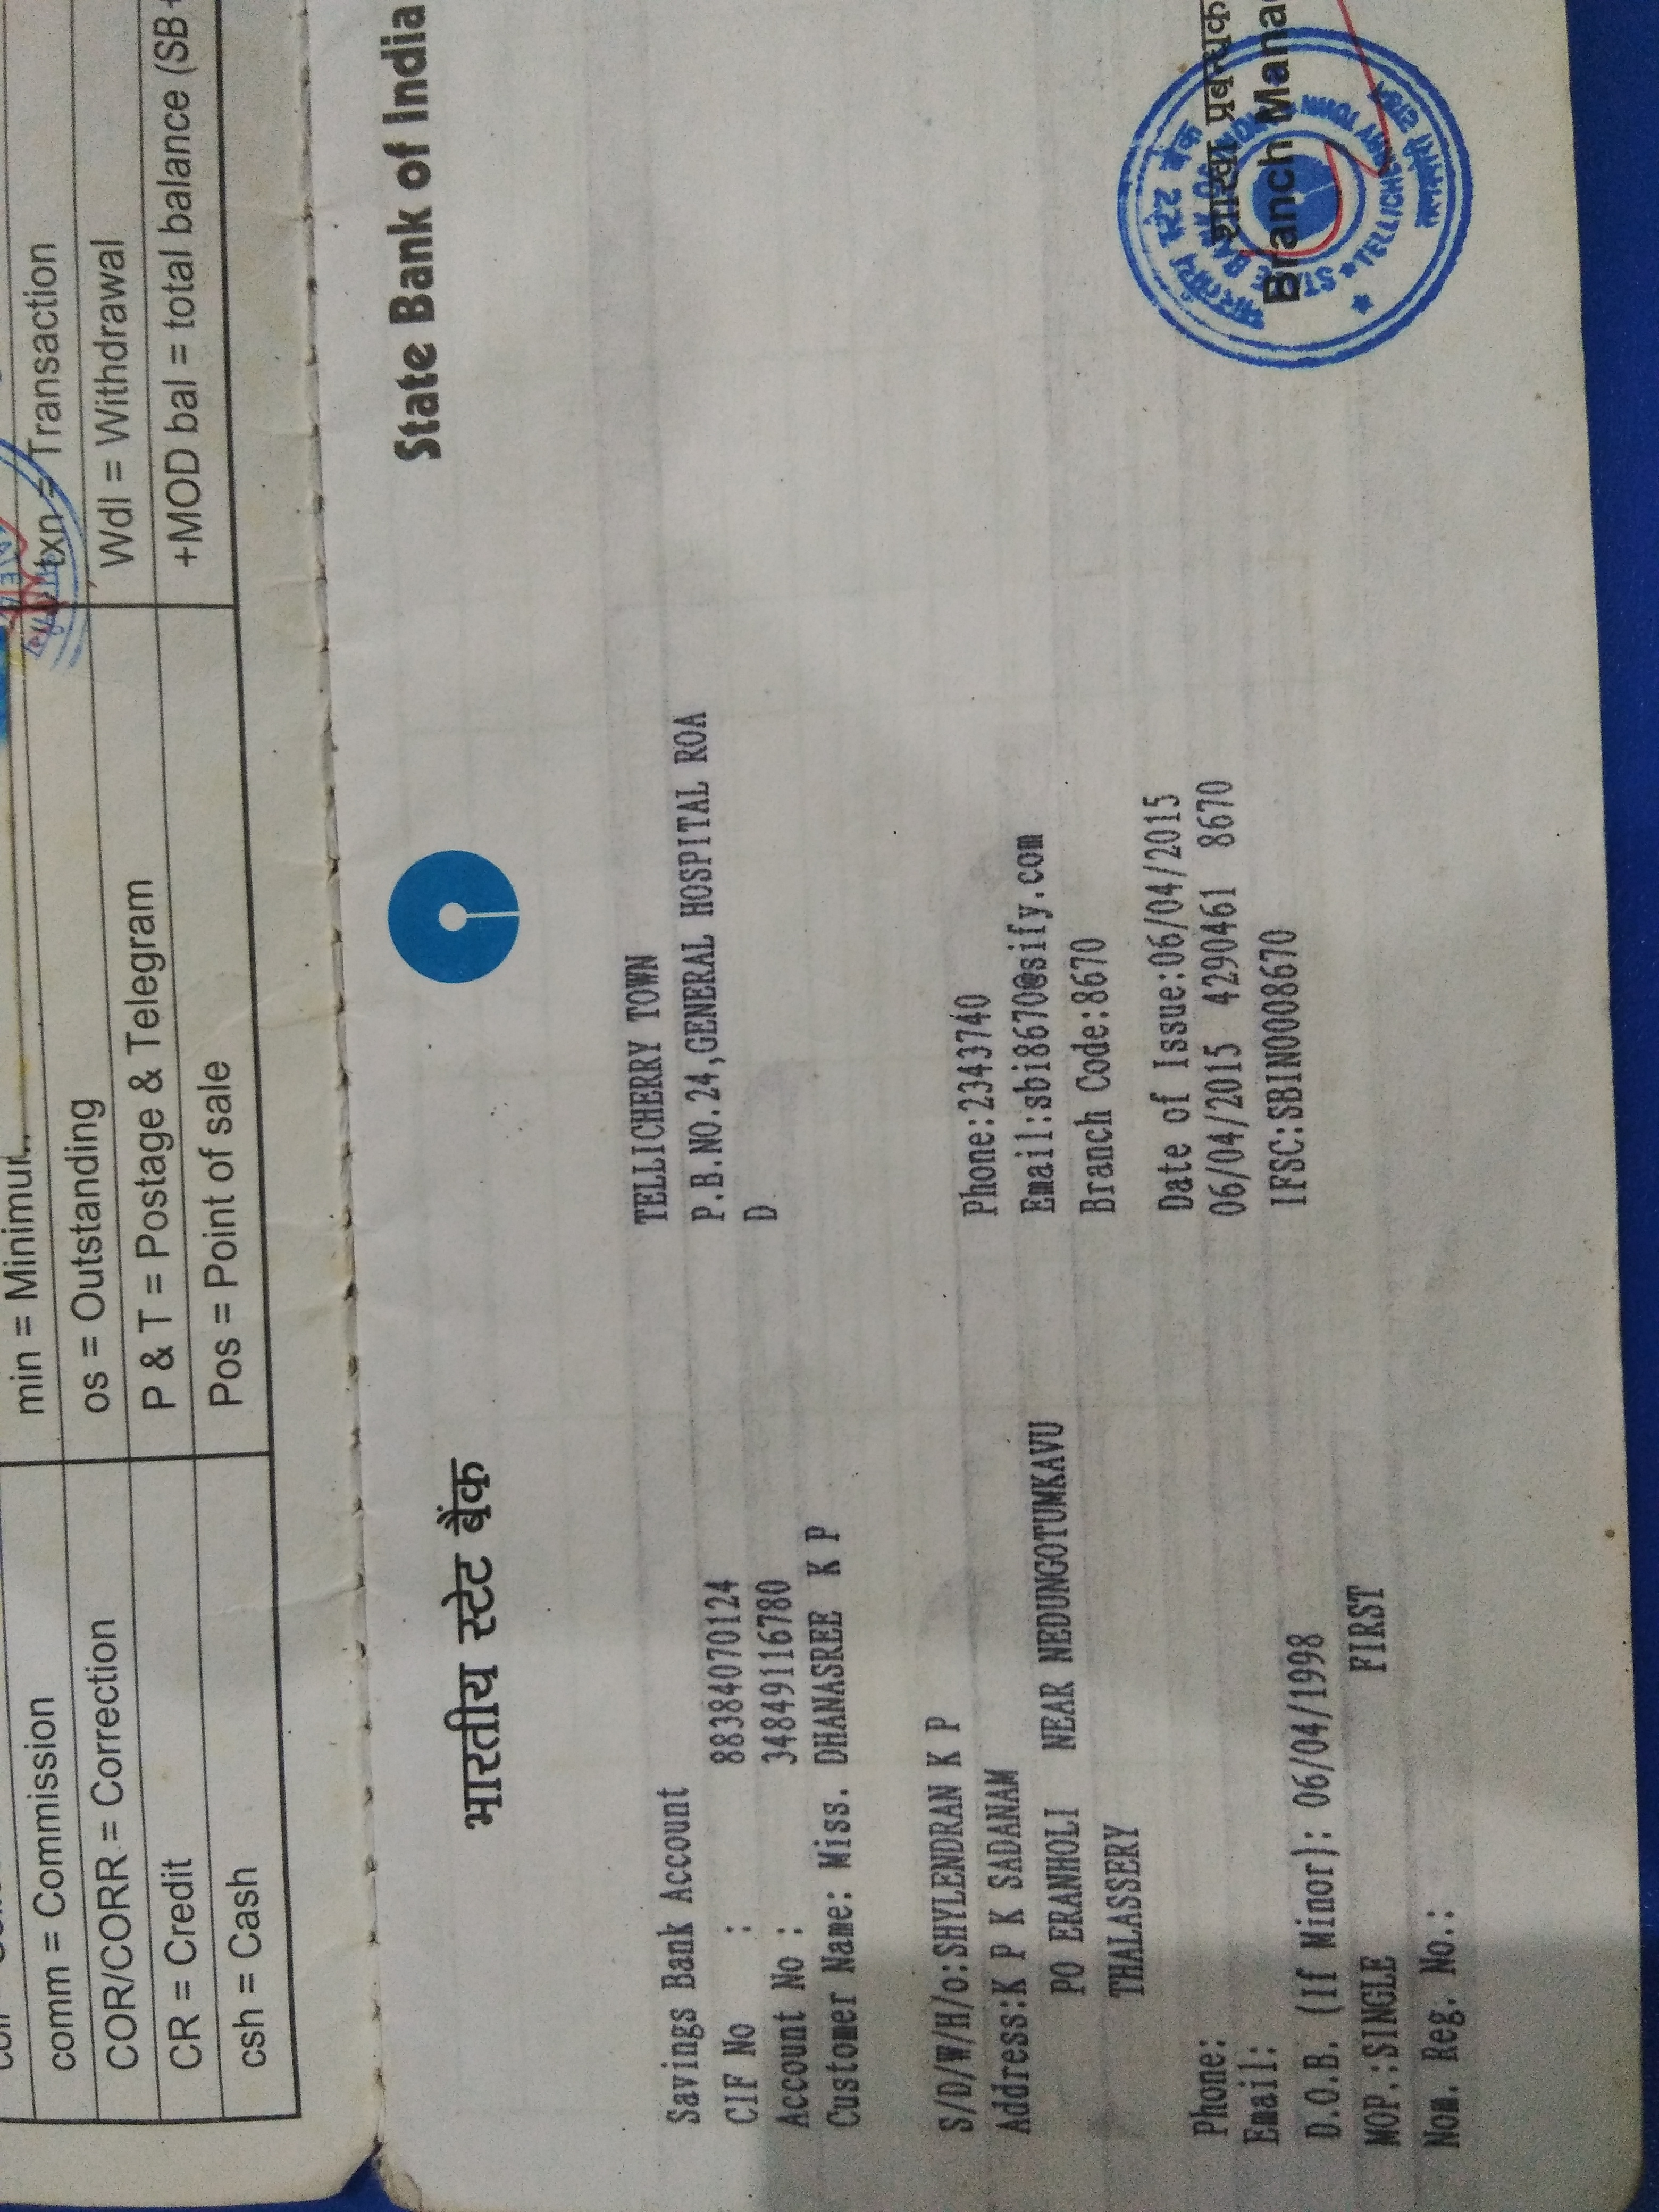 min = Minimum
txn = Transaction
comm = Commission
os = Outstanding
Wdl = Withdrawal
COR/CORR = Correction
P & T = Postage & Telegram
+MOD bal = total balance (SB+
CR = Credit
Pos = Point of sale
csh = Cash
भारतीय स्टेट बैंक
State Bank of India
Savings Bank Account
CIF No : 88384070124
Account No : 34849116780
Customer Name: Miss. DHANASREE K P
S/D/W/H/o:SHYLENDRAN K P
Address:K P K SADANAM
PO ERANHOLI NEAR NEDUNGOTUMKAVU
THALASSERY
Phone:
Email:
D.O.B. (If Minor): 06/04/1998
MOP.:SINGLE FIRST
Nom. Reg. No.:
TELLICHERRY TOWN
P.B.NO.24,GENERAL HOSPITAL ROA
D
Phone:2343740
Email:sbi8670@sify.com
Branch Code:8670
Date of Issue:06/04/2015
06/04/2015 4290461 8670
IFSC:SBIN0008670
शाखा प्रबन्धक
Branch Mana
भारतीय स्टेट बैंक